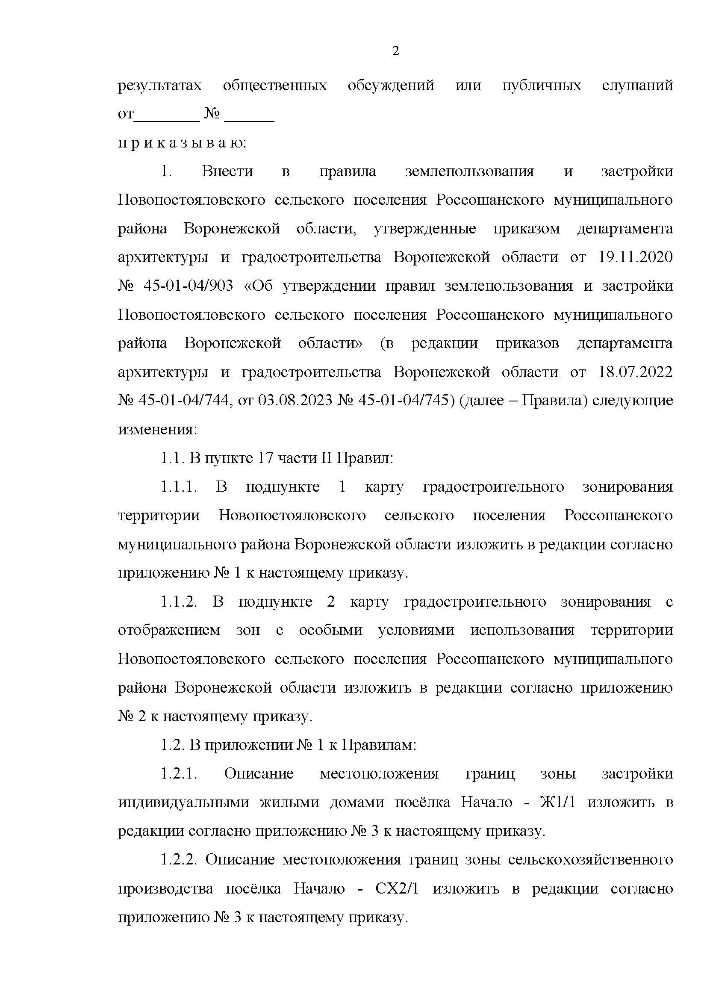 2
результатах общественных обсуждений или публичных слушаний
от________ № ______
п р и к а з ы в а ю:
1. Внести в правила землепользования и застройки
Новопостояловского сельского поселения Россошанского муниципального
района Воронежской области, утвержденные приказом департамента
архитектуры и градостроительства Воронежской области от 19.11.2020
№ 45-01-04/903 «Об утверждении правил землепользования и застройки
Новопостояловского сельского поселения Россошанского муниципального
района Воронежской области» (в редакции приказов департамента
архитектуры и градостроительства Воронежской области от 18.07.2022
№ 45-01-04/744, от 03.08.2023 № 45-01-04/745) (далее – Правила) следующие
изменения:
1.1. В пункте 17 части II Правил:
1.1.1. В подпункте 1 карту градостроительного зонирования
территории Новопостояловского сельского поселения Россошанского
муниципального района Воронежской области изложить в редакции согласно
приложению № 1 к настоящему приказу.
1.1.2. В подпункте 2 карту градостроительного зонирования с
отображением зон с особыми условиями использования территории
Новопостояловского сельского поселения Россошанского муниципального
района Воронежской области изложить в редакции согласно приложению
№ 2 к настоящему приказу.
1.2. В приложении № 1 к Правилам:
1.2.1. Описание местоположения границ зоны застройки
индивидуальными жилыми домами посёлка Начало - Ж1/1 изложить в
редакции согласно приложению № 3 к настоящему приказу.
1.2.2. Описание местоположения границ зоны сельскохозяйственного
производства посёлка Начало - СХ2/1 изложить в редакции согласно
приложению № 3 к настоящему приказу.